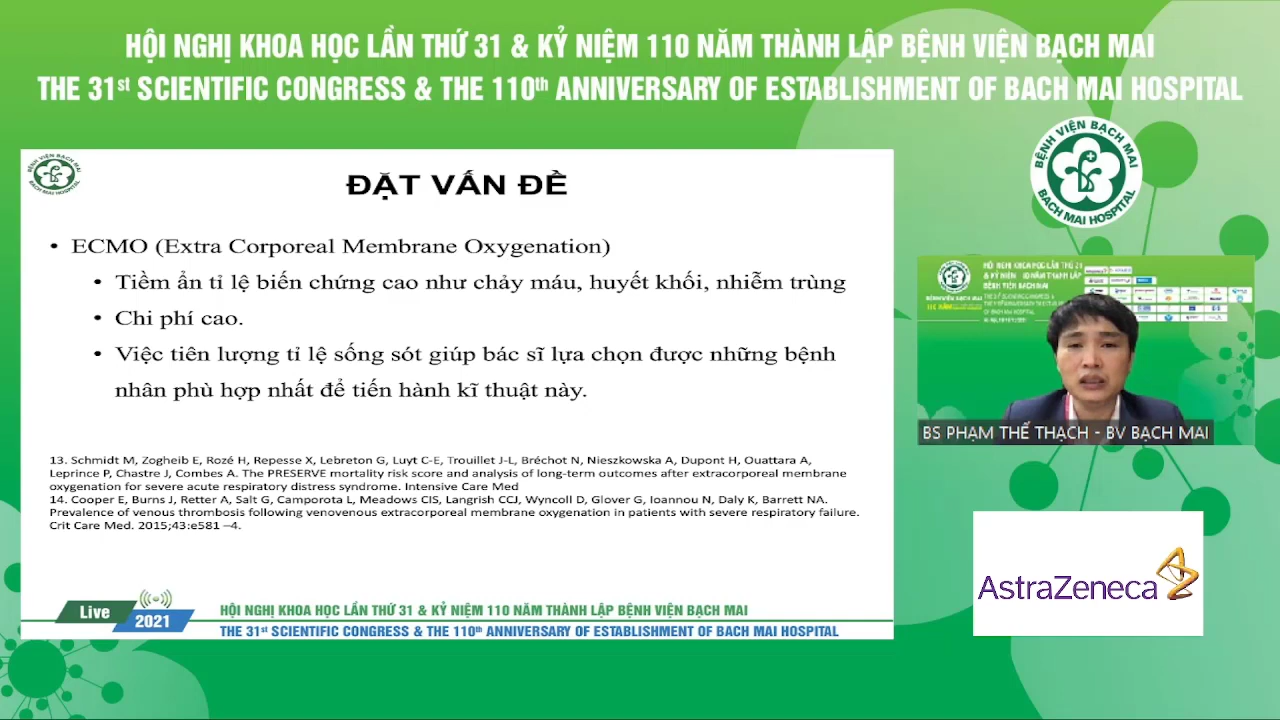 HỘI NGHỊ KHOA HỌC LẦN THỨ 31 & KỶ NIỆM 110 NĂM THÀNH LẬP BỆNH VIỆN BẠCH MAI
THE 31st SCIENTIFIC CONGRESS & THE 110th ANNIVERSARY OF ESTABLISHMENT OF BACH MAI HOSPITAL
BỆNH VIỆN BẠCH MAI
BACH MAI HOSPITAL
ĐẶT VẤN ĐỀ
• ECMO (Extra Corporeal Membrane Oxygenation)
• Tiềm ẩn tỉ lệ biến chứng cao như chảy máu, huyết khối, nhiễm trùng
• Chi phí cao.
• Việc tiên lượng tỉ lệ sống sót giúp bác sĩ lựa chọn được những bệnh
nhân phù hợp nhất để tiến hành kĩ thuật này.
13. Schmidt M, Zogheib E, Rozé H, Repesse X, Lebreton G, Luyt C-E, Trouillet J-L, Bréchot N, Nieszkowska A, Dupont H, Ouattara A,
Leprince P, Chastre J, Combes A. The PRESERVE mortality risk score and analysis of long-term outcomes after extracorporeal membrane
oxygenation for severe acute respiratory distress syndrome. Intensive Care Med
14. Cooper E, Burns J, Retter A, Salt G, Camporota L, Meadows CIS, Langrish CCJ, Wyncoll D, Glover G, Ioannou N, Daly K, Barrett NA.
Prevalence of venous thrombosis following venovenous extracorporeal membrane oxygenation in patients with severe respiratory failure.
Crit Care Med. 2015;43:e581 –4.
Live
2021
HỘI NGHỊ KHOA HỌC LẦN THỨ 31 & KỶ NIỆM 110 NĂM THÀNH LẬP BỆNH VIỆN BẠCH MAI
THE 31st SCIENTIFIC CONGRESS & THE 110th ANNIVERSARY OF ESTABLISHMENT OF BACH MAI HOSPITAL
BỆNH VIỆN BẠCH MAI
BACH MAI HOSPITAL
BS PHẠM THẾ THẠCH - BV BẠCH MAI
AstraZeneca